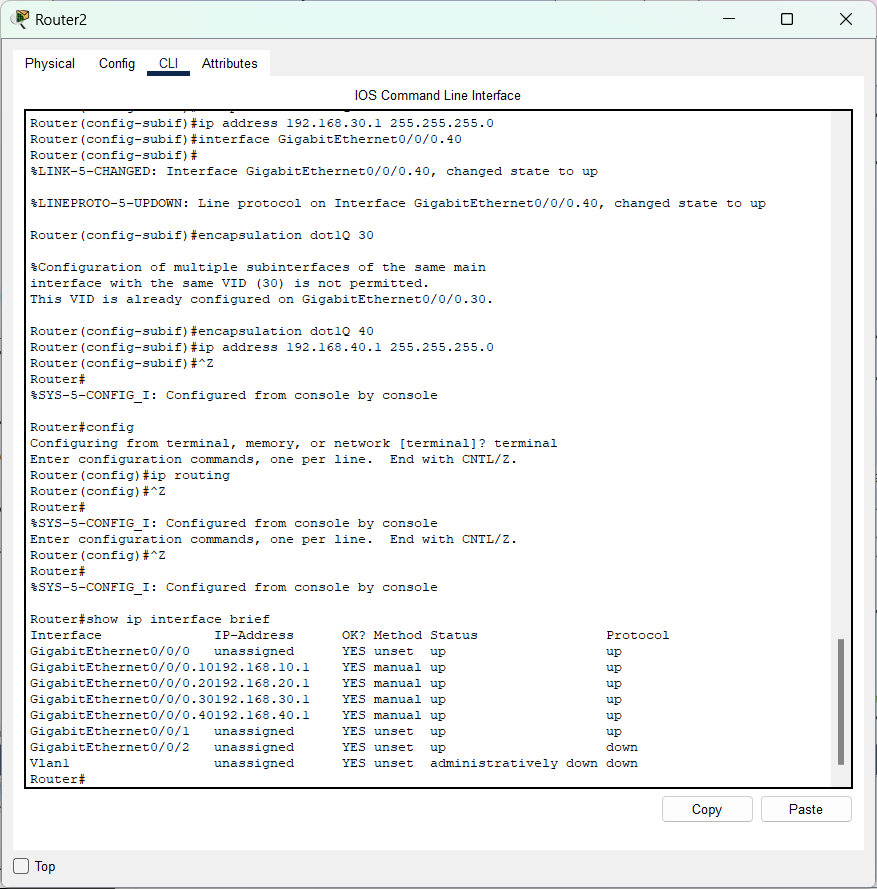 Router2
Physical Config CLI Attributes
IOS Command Line Interface
Router(config-subif)#ip address 192.168.30.1 255.255.255.0
Router(config-subif)#interface GigabitEthernet0/0/0.40
Router(config-subif)#
%LINK-5-CHANGED: Interface GigabitEthernet0/0/0.40, changed state to up
%LINEPROTO-5-UPDOWN: Line protocol on Interface GigabitEthernet0/0/0.40, changed state to up
Router(config-subif)#encapsulation dot1Q 30
%Configuration of multiple subinterfaces of the same main
interface with the same VID (30) is not permitted.
This VID is already configured on GigabitEthernet0/0/0.30.
Router(config-subif)#encapsulation dot1Q 40
Router(config-subif)#ip address 192.168.40.1 255.255.255.0
Router(config-subif)#^Z
Router#
%SYS-5-CONFIG_I: Configured from console by console
Router#config
Configuring from terminal, memory, or network [terminal]? terminal
Enter configuration commands, one per line.  End with CNTL/Z.
Router(config)#ip routing
Router(config)#^Z
Router#
%SYS-5-CONFIG_I: Configured from console by console
Enter configuration commands, one per line.  End with CNTL/Z.
Router(config)#^Z
Router#
%SYS-5-CONFIG_I: Configured from console by console
Router#show ip interface brief
Interface              IP-Address      OK? Method Status                Protocol
GigabitEthernet0/0/0   unassigned      YES unset  up                    up
GigabitEthernet0/0/0.10192.168.10.1    YES manual up                    up
GigabitEthernet0/0/0.20192.168.20.1    YES manual up                    up
GigabitEthernet0/0/0.30192.168.30.1    YES manual up                    up
GigabitEthernet0/0/0.40192.168.40.1    YES manual up                    up
GigabitEthernet0/0/1   unassigned      YES unset  up                    up
GigabitEthernet0/0/2   unassigned      YES unset  up                    down
Vlan1                  unassigned      YES unset  administratively down down
Router#
Copy Paste
Top